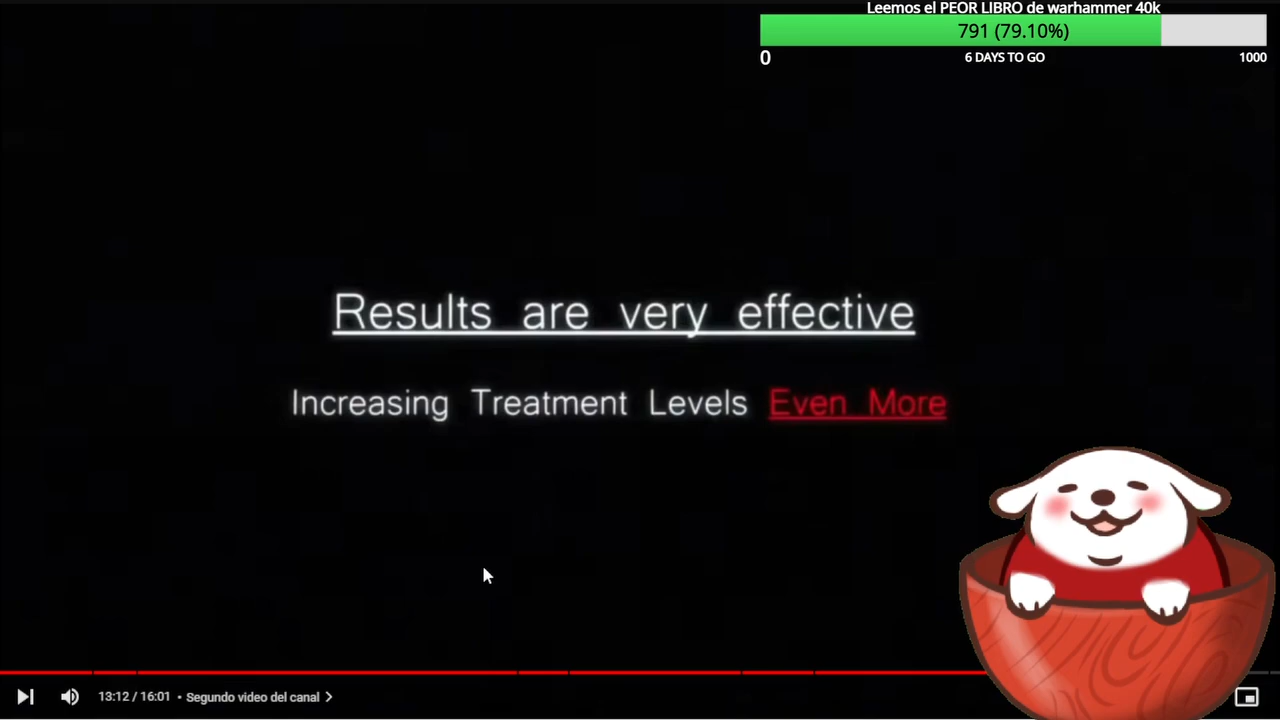 Leemos el PEOR LIBRO de warhammer 40k
791 (79.10%)
0 6 DAYS TO GO 1000
Results are very effective
Increasing Treatment Levels Even More
13:12 / 16:01 • Segundo video del canal >